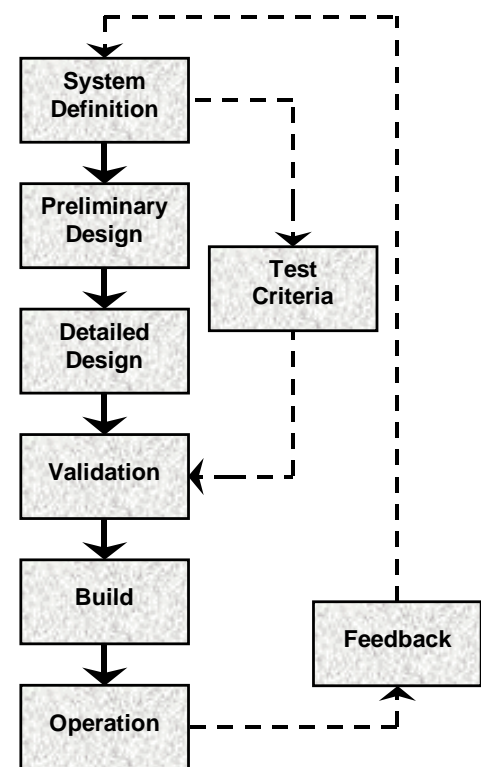 System
Definition
Preliminary
Design
Test
Criteria
Detailed
Design
Validation
Build
Feedback
Operation